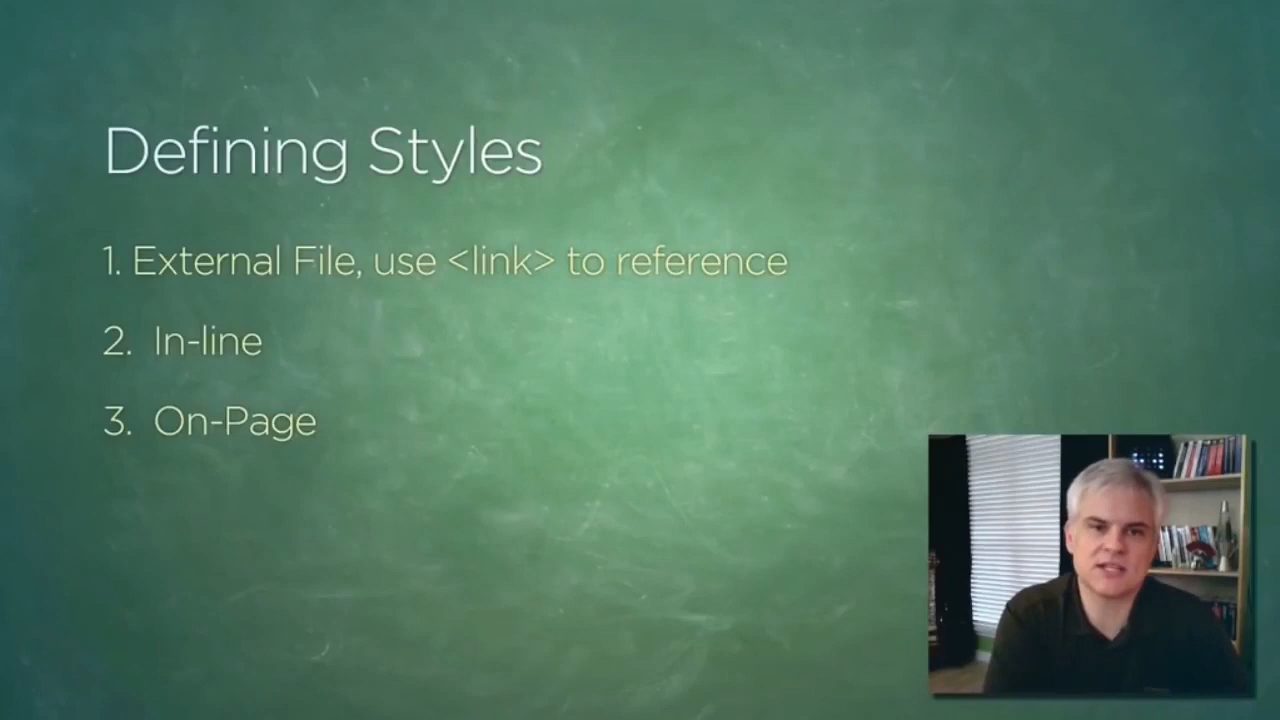 Defining Styles
1. External File, use <link> to reference
2. In-line
3. On-Page